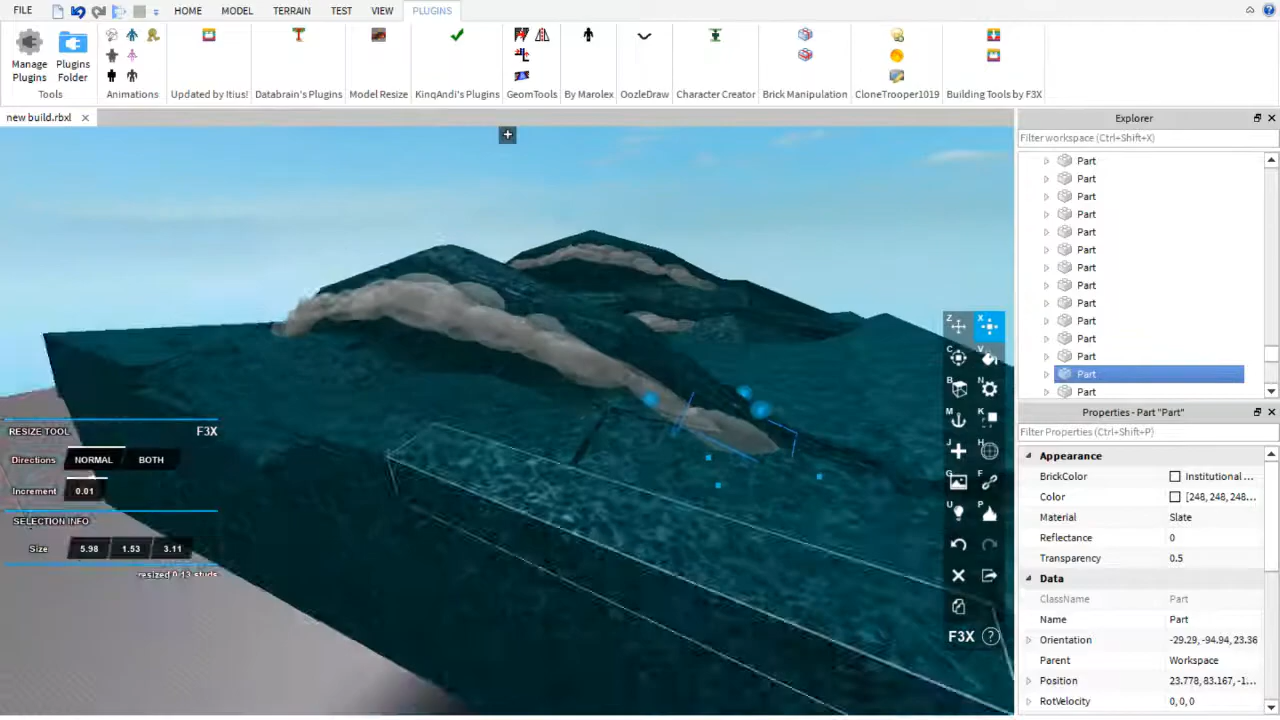 FILE HOME MODEL TERRAIN TEST VIEW PLUGINS
Manage Plugins
Plugins Folder
Tools Animations Updated by Itius! Databrain's Plugins Model Resize KinqAndi's Plugins GeomTools By Marolex OozleDraw Character Creator Brick Manipulation CloneTrooper1019 Building Tools by F3X
new build.rbxl
Explorer
Filter workspace (Ctrl+Shift+X)
Part
Part
Part
Part
Part
Part
Part
Part
Part
Part
Part
Part
Part
Part
Properties - Part "Part"
Filter Properties (Ctrl+Shift+P)
Appearance
BrickColor Institutional ...
Color [248, 248, 248...
Material Slate
Reflectance 0
Transparency 0.5
Data
ClassName Part
Name Part
Orientation -29.29, -94.94, 23.36
Parent Workspace
Position 23.778, 83.167, -1...
RotVelocity 0, 0, 0
Z X
C V
B N
M K
J H
G F
U P
F3X ?
RESIZE TOOL F3X
Directions NORMAL BOTH
Increment 0.01
SELECTION INFO
Size 5.98 1.53 3.11
resized 0.13 studs